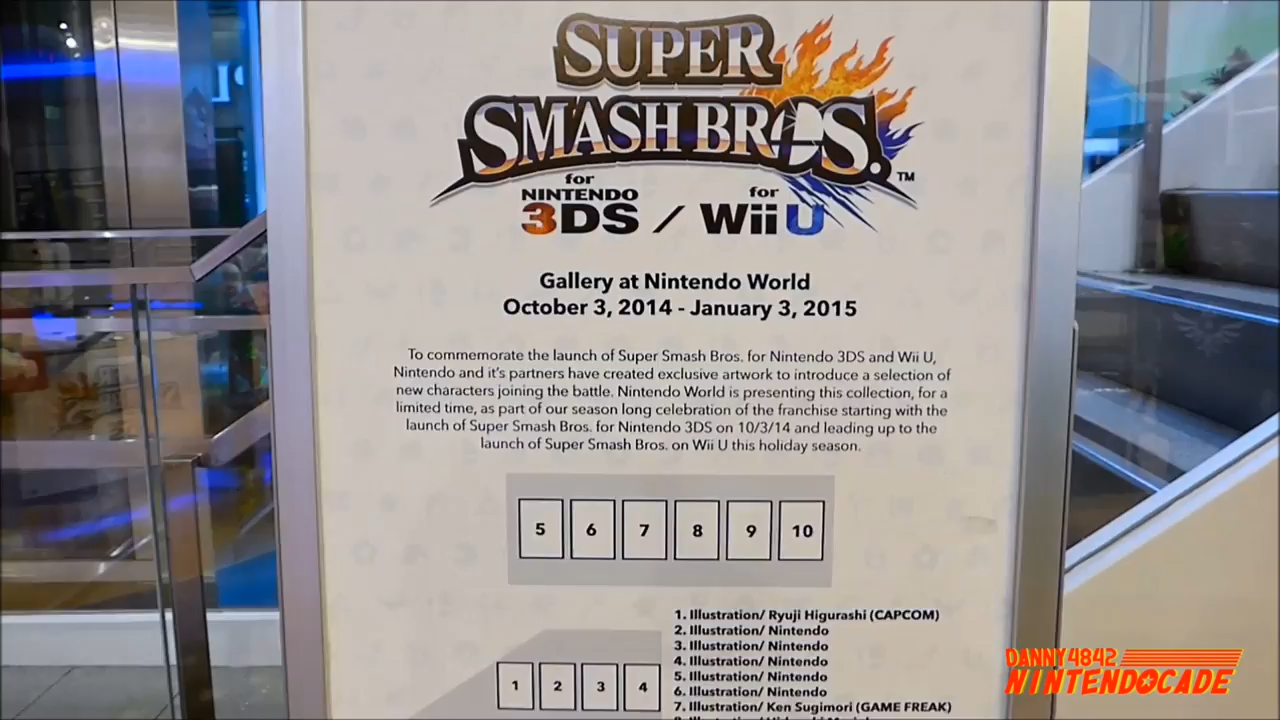 SUPER
SMASH BROS.™
for NINTENDO 3DS / for Wii U
Gallery at Nintendo World
October 3, 2014 - January 3, 2015
To commemorate the launch of Super Smash Bros. for Nintendo 3DS and Wii U,
Nintendo and it's partners have created exclusive artwork to introduce a selection of
new characters joining the battle. Nintendo World is presenting this collection, for a
limited time, as part of our season long celebration of the franchise starting with the
launch of Super Smash Bros. for Nintendo 3DS on 10/3/14 and leading up to the
launch of Super Smash Bros. on Wii U this holiday season.
5 6 7 8 9 10
1. Illustration/ Ryuji Higurashi (CAPCOM)
2. Illustration/ Nintendo
3. Illustration/ Nintendo
4. Illustration/ Nintendo
5. Illustration/ Nintendo
6. Illustration/ Nintendo
7. Illustration/ Ken Sugimori (GAME FREAK)
1 2 3 4
DANNY4842
NINTENDOCADE